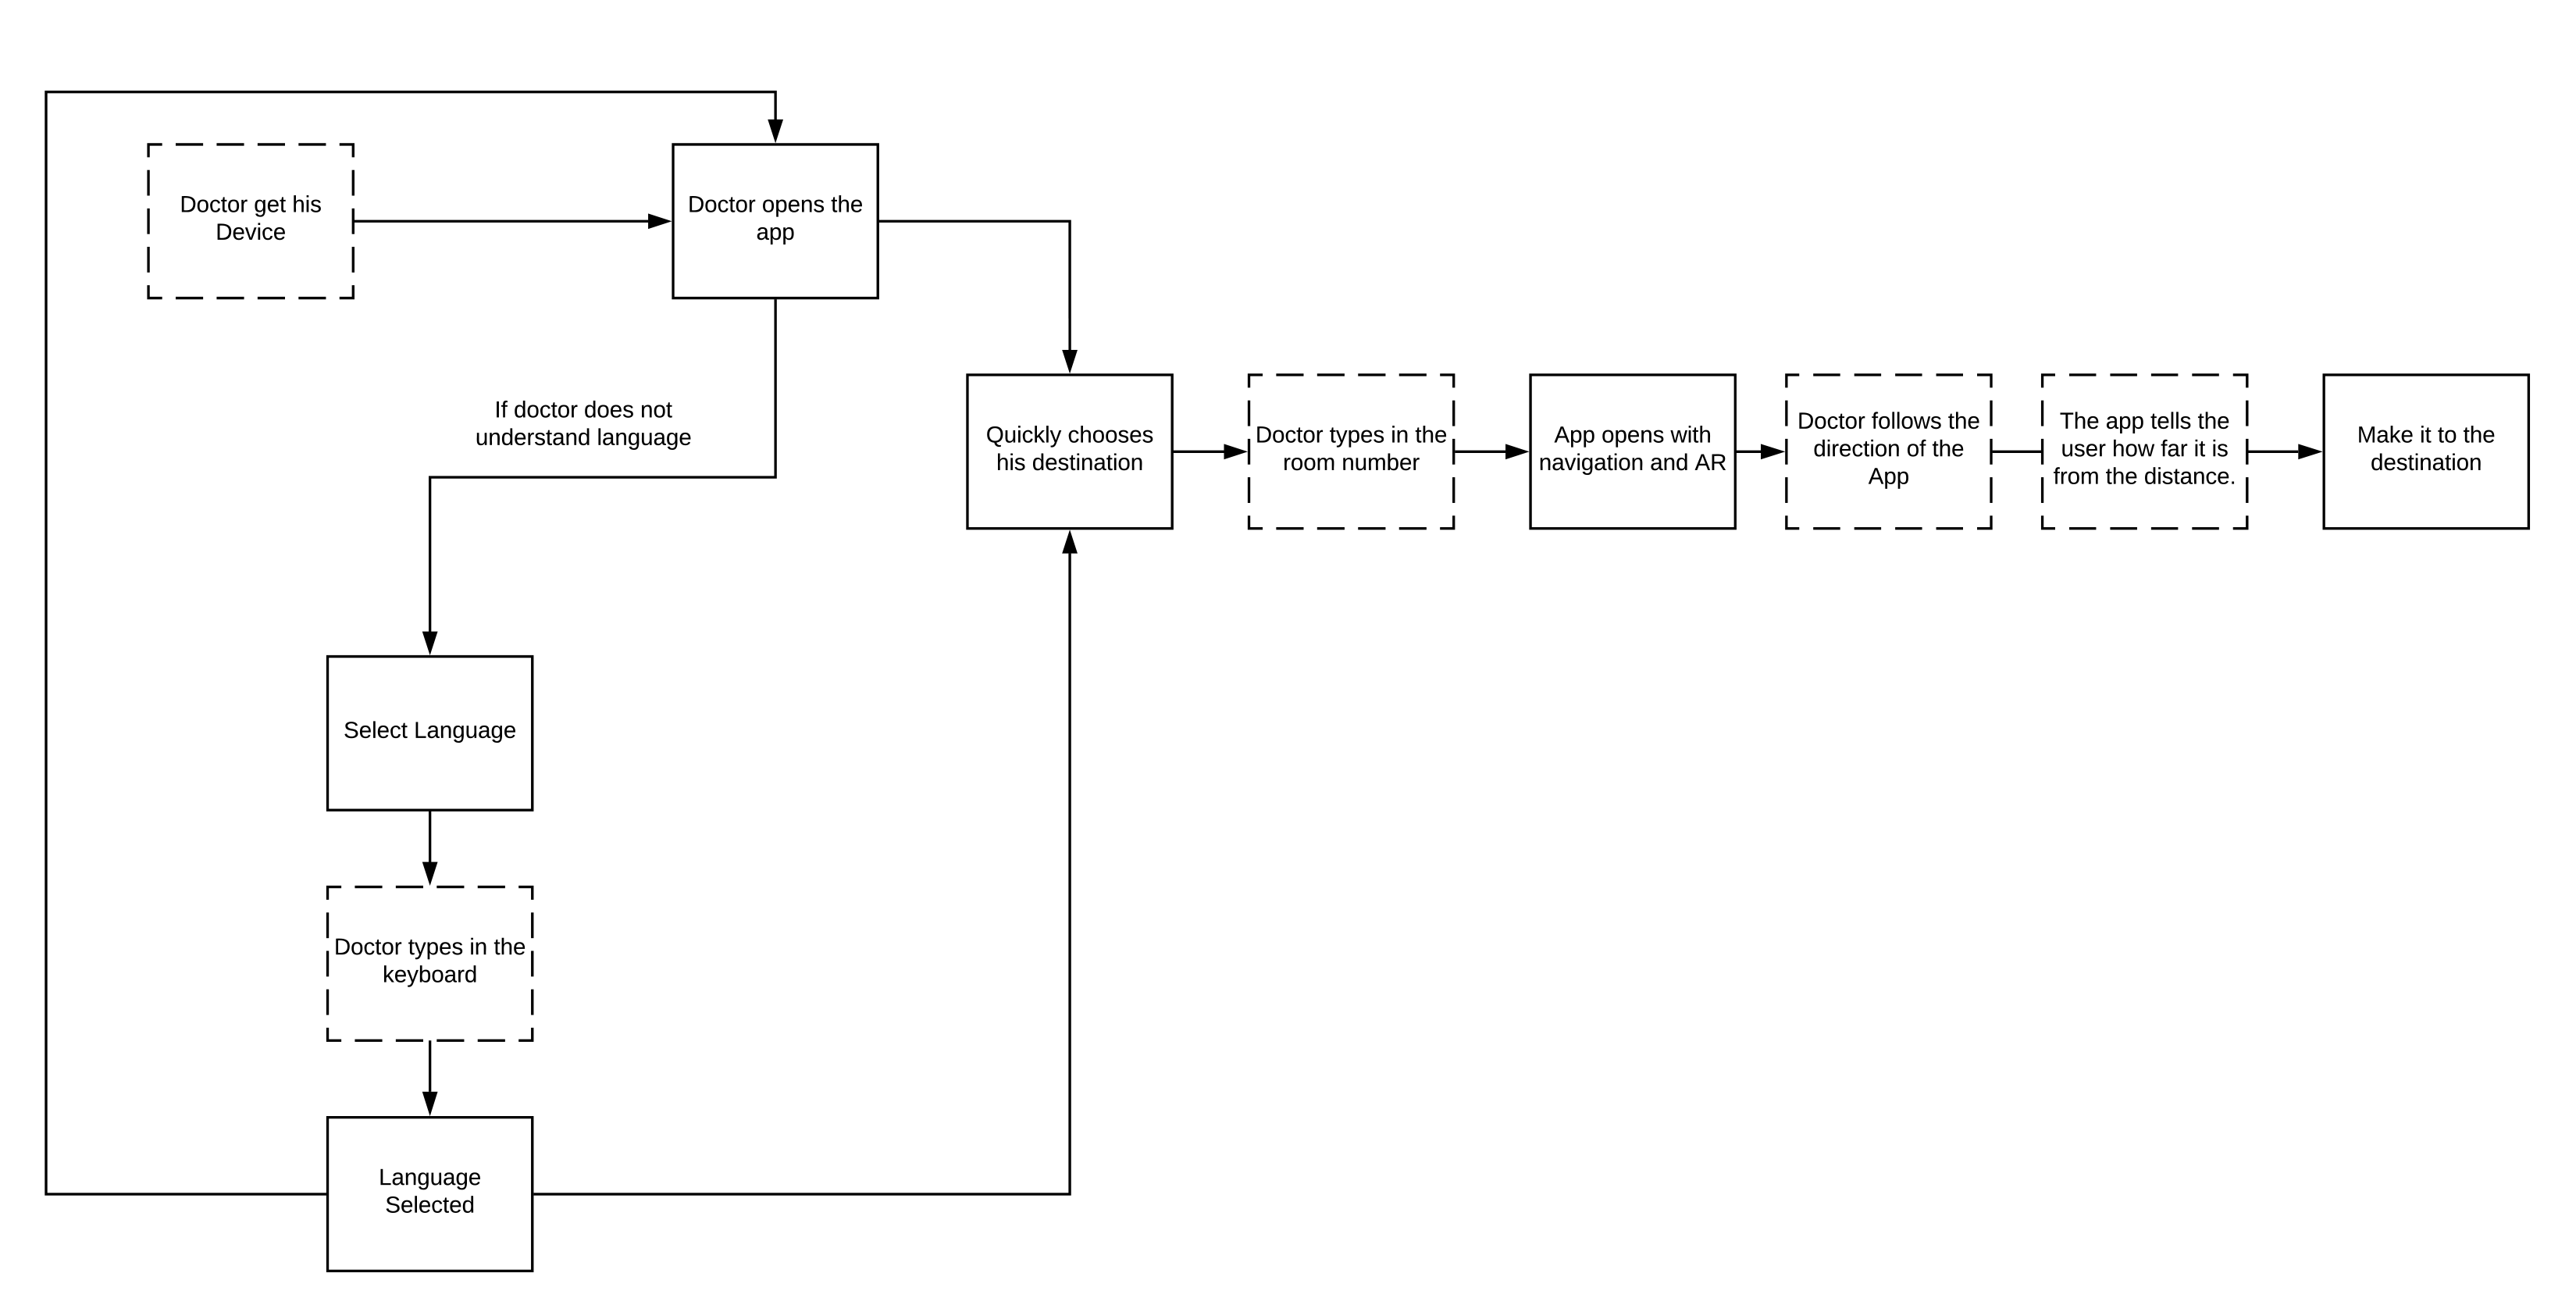 Doctor get his
Device
Doctor opens the
app
If doctor does not
understand language
Quickly chooses
his destination
Doctor types in the
room number
App opens with
navigation and AR
Doctor follows the
direction of the
App
The app tells the
user how far it is
from the distance.
Make it to the
destination
Select Language
Doctor types in the
keyboard
Language
Selected